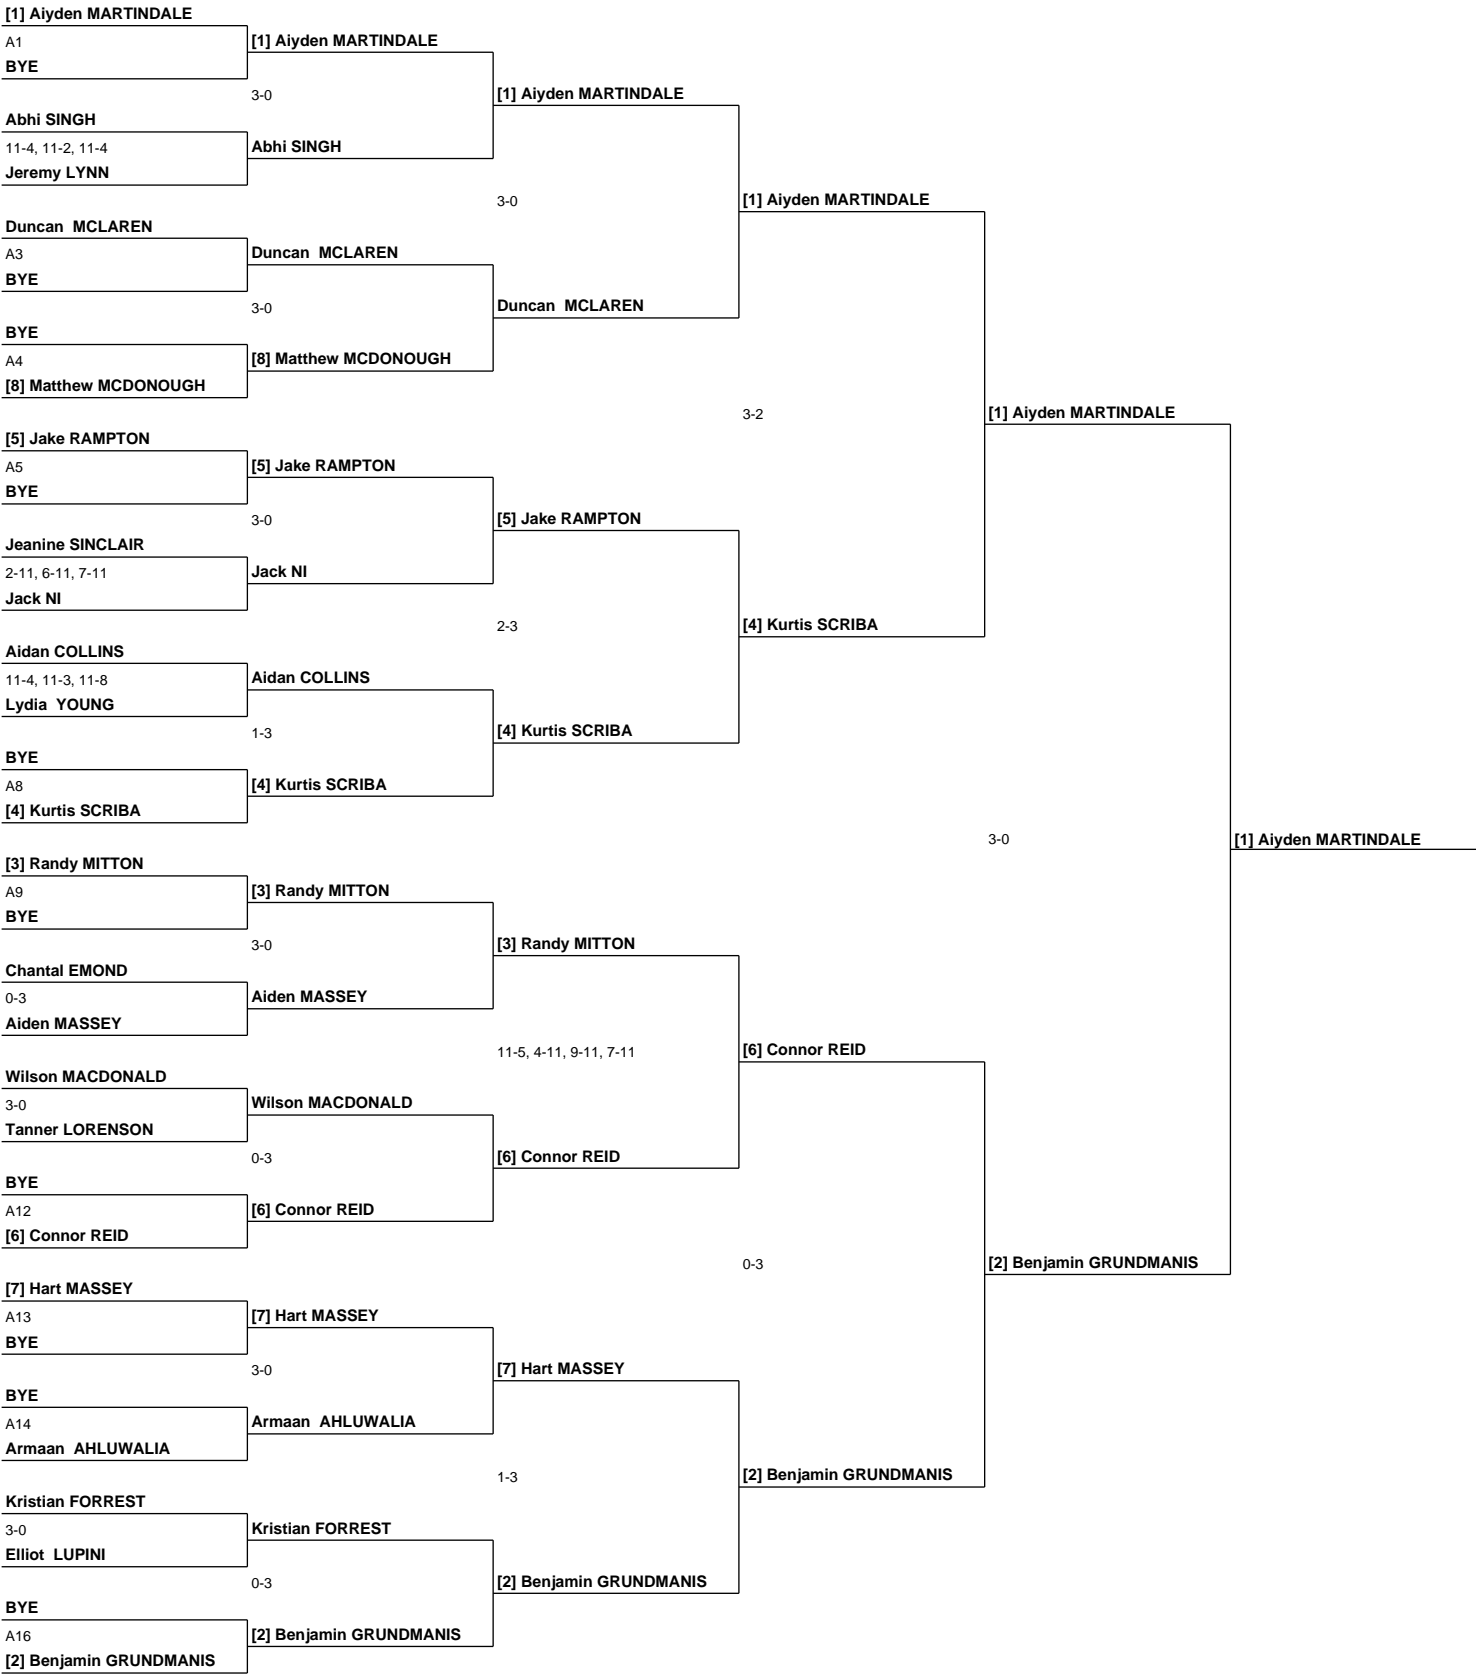 [1] Aiyden MARTINDALE
A1
[1] Aiyden MARTINDALE
BYE
3-0
[1] Aiyden MARTINDALE
Abhi SINGH
11-4, 11-2, 11-4
Abhi SINGH
Jeremy LYNN
3-0
[1] Aiyden MARTINDALE
Duncan MCLAREN
A3
Duncan MCLAREN
BYE
3-0
Duncan MCLAREN
BYE
A4
[8] Matthew MCDONOUGH
[8] Matthew MCDONOUGH
3-2
[1] Aiyden MARTINDALE
[5] Jake RAMPTON
A5
[5] Jake RAMPTON
BYE
3-0
[5] Jake RAMPTON
Jeanine SINCLAIR
2-11, 6-11, 7-11
Jack NI
Jack NI
2-3
[4] Kurtis SCRIBA
Aidan COLLINS
11-4, 11-3, 11-8
Aidan COLLINS
Lydia YOUNG
1-3
[4] Kurtis SCRIBA
BYE
A8
[4] Kurtis SCRIBA
[4] Kurtis SCRIBA
3-0
[1] Aiyden MARTINDALE
[3] Randy MITTON
A9
[3] Randy MITTON
BYE
3-0
[3] Randy MITTON
Chantal EMOND
0-3
Aiden MASSEY
Aiden MASSEY
11-5, 4-11, 9-11, 7-11
[6] Connor REID
Wilson MACDONALD
3-0
Wilson MACDONALD
Tanner LORENSON
0-3
[6] Connor REID
BYE
A12
[6] Connor REID
[6] Connor REID
0-3
[2] Benjamin GRUNDMANIS
[7] Hart MASSEY
A13
[7] Hart MASSEY
BYE
3-0
[7] Hart MASSEY
BYE
A14
Armaan AHLUWALIA
Armaan AHLUWALIA
1-3
[2] Benjamin GRUNDMANIS
Kristian FORREST
3-0
Kristian FORREST
Elliot LUPINI
0-3
[2] Benjamin GRUNDMANIS
BYE
A16
[2] Benjamin GRUNDMANIS
[2] Benjamin GRUNDMANIS